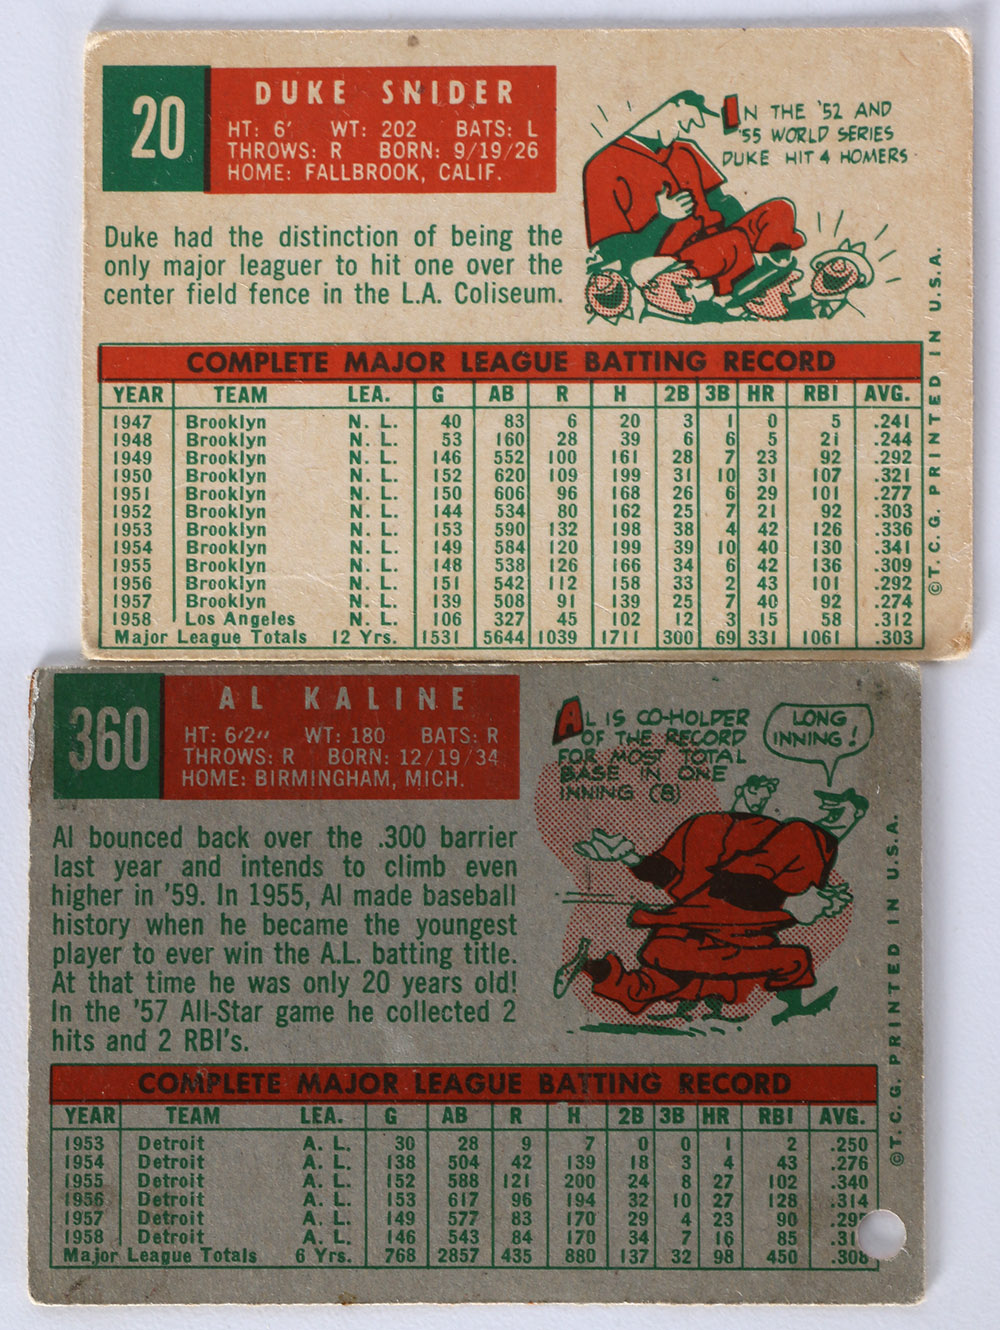 20
DUKE SNIDER
HT: 6' WT: 202 BATS: L
THROWS: R BORN: 9/19/26
HOME: FALLBROOK, CALIF.
IN THE '52 AND
'55 WORLD SERIES
DUKE HIT 4 HOMERS
Duke had the distinction of being the
only major leaguer to hit one over the
center field fence in the L.A. Coliseum.
COMPLETE MAJOR LEAGUE BATTING RECORD
YEAR TEAM LEA. G AB R H 2B 3B HR RBI AVG.
1947 Brooklyn N. L. 40 83 6 20 3 1 0 5 .241
1948 Brooklyn N. L. 53 160 28 39 6 6 5 21 .244
1949 Brooklyn N. L. 146 552 100 161 28 7 23 92 .292
1950 Brooklyn N. L. 152 620 109 199 31 10 31 107 .321
1951 Brooklyn N. L. 150 606 96 168 26 6 29 101 .277
1952 Brooklyn N. L. 144 534 80 162 25 7 21 92 .303
1953 Brooklyn N. L. 153 590 132 198 38 4 42 126 .336
1954 Brooklyn N. L. 149 584 120 199 39 10 40 130 .341
1955 Brooklyn N. L. 148 538 126 166 34 6 42 136 .309
1956 Brooklyn N. L. 151 542 112 158 33 2 43 101 .292
1957 Brooklyn N. L. 139 508 91 139 25 7 40 92 .274
1958 Los Angeles N. L. 106 327 45 102 12 3 15 58 .312
Major League Totals 12 Yrs. 1531 5644 1039 1711 300 69 331 1061 .303
© T. C. G. PRINTED IN U.S.A.
360
AL KALINE
HT: 6'2" WT: 180 BATS: R
THROWS: R BORN: 12/19/34
HOME: BIRMINGHAM, MICH.
AL IS CO-HOLDER
OF THE RECORD
FOR MOST TOTAL
BASE IN ONE
INNING (8)
LONG
INNING!
Al bounced back over the .300 barrier
last year and intends to climb even
higher in '59. In 1955, Al made baseball
history when he became the youngest
player to ever win the A.L. batting title.
At that time he was only 20 years old!
In the '57 All-Star game he collected 2
hits and 2 RBI's.
COMPLETE MAJOR LEAGUE BATTING RECORD
YEAR TEAM LEA. G AB R H 2B 3B HR RBI AVG.
1953 Detroit A. L. 30 28 9 7 0 0 1 2 .250
1954 Detroit A. L. 138 504 42 139 18 3 4 43 .276
1955 Detroit A. L. 152 588 121 200 24 8 27 102 .340
1956 Detroit A. L. 153 617 96 194 32 10 27 128 .314
1957 Detroit A. L. 149 577 83 170 29 4 23 90
1958 Detroit A. L. 146 543 84 170 34 7 16 85
Major League Totals 6 Yrs. 768 2857 435 880 137 32 98 450 .308
© T. C. G. PRINTED IN U.S.A.